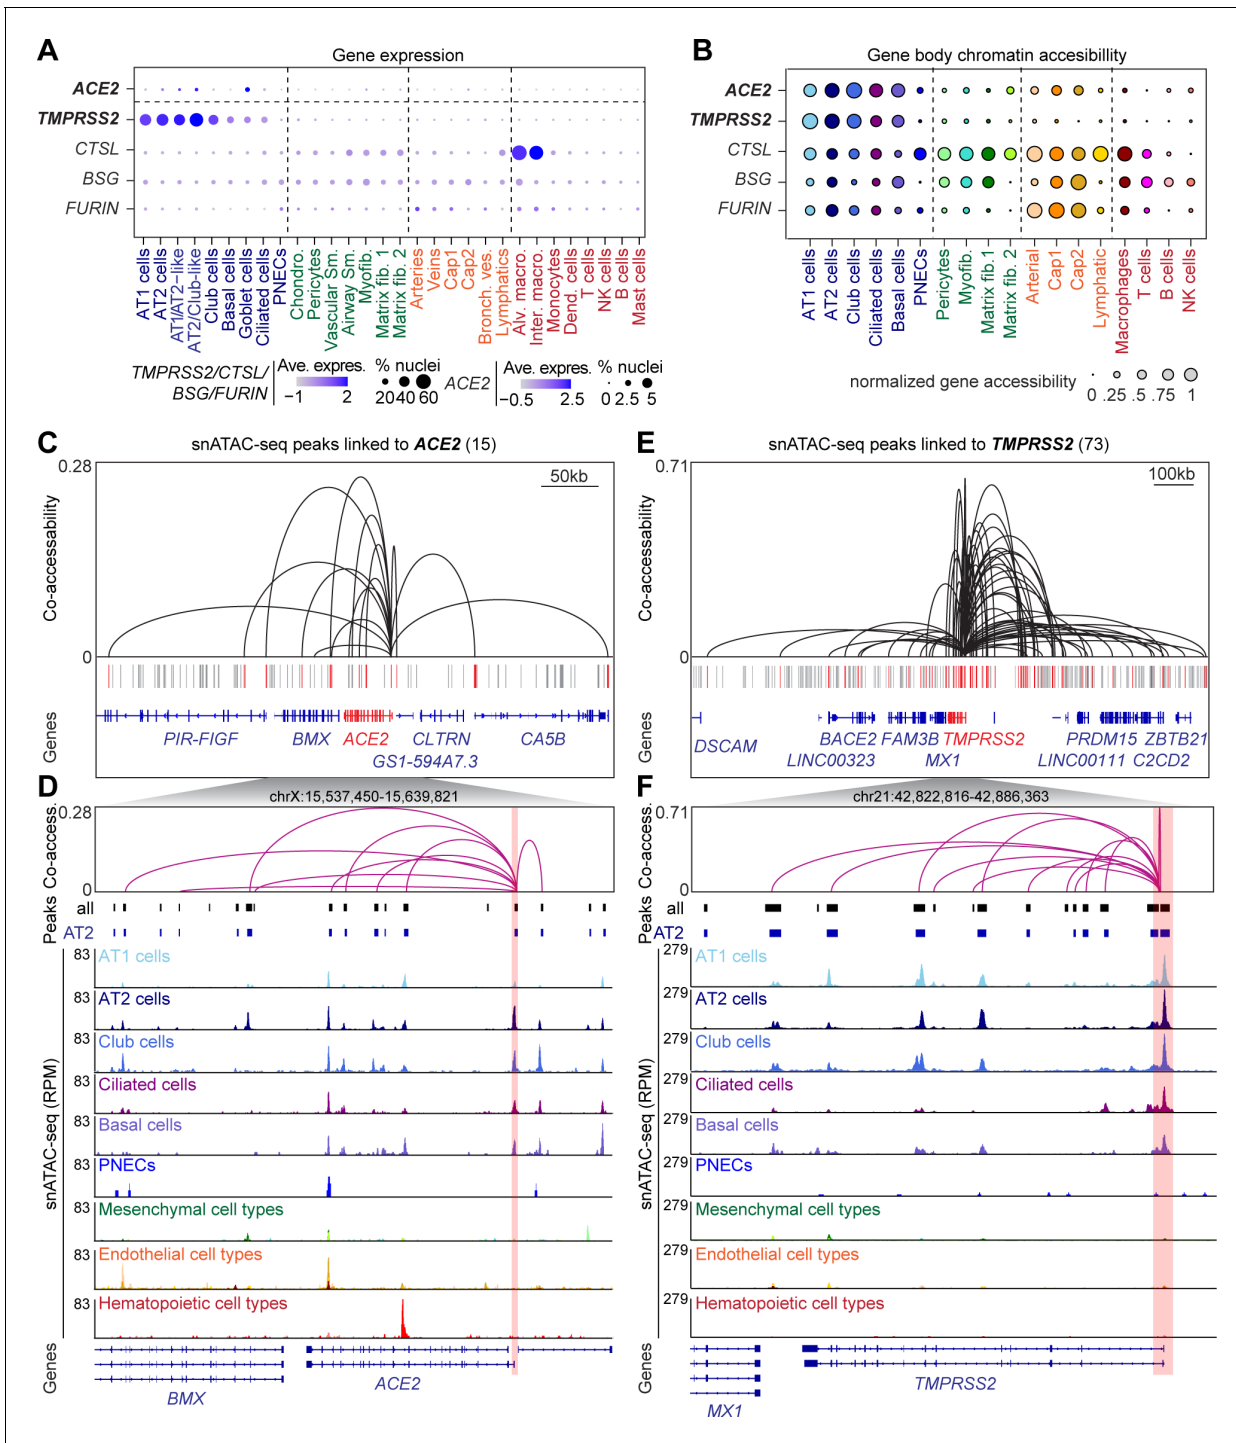 A
Gene expression
ACE2
TMPRSS2
CTSL
BSG
FURIN
AT1 cells
AT2 cells
AT1/AT2-like
AT2/Club-like
Club cells
Basal cells
Goblet cells
Ciliated cells
PNECs
Chondro.
Pericytes
Vascular Sm.
Airway Sm.
Myofib.
Matrix fib. 1
Matrix fib. 2
Arteries
Veins
Cap1
Cap2
Bronch. ves.
Lymphatics
Alv. macro.
Inter. macro.
Monocytes
Dend. cells
T cells
NK cells
B cells
Mast cells
TMPRSS2/CTSL/
BSG/FURIN
Ave. expres.
−1 2
% nuclei
20 40 60
ACE2
Ave. expres.
−0.5 2.5
% nuclei
0 2.5 5
B
Gene body chromatin accesibillity
ACE2
TMPRSS2
CTSL
BSG
FURIN
AT1 cells
AT2 cells
Club cells
Ciliated cells
Basal cells
PNECs
Pericytes
Myofib.
Matrix fib.1
Matrix fib. 2
Arterial
Cap1
Cap2
Lymphatic
Macrophages
T cells
B cells
NK cells
normalized gene accessibility
0 .25 .5 .75 1
C
snATAC-seq peaks linked to ACE2 (15)
0.28
50kb
Co-accessability
0
Genes
PIR-FIGF BMX ACE2 CLTRN CA5B
GS1-594A7.3
E
snATAC-seq peaks linked to TMPRSS2 (73)
0.71
100kb
Co-accessability
0
Genes
DSCAM BACE2 FAM3B TMPRSS2 PRDM15 ZBTB21
LINC00323 MX1 LINC00111 C2CD2
D
chrX:15,537,450-15,639,821
0.28
Co-access.
0
Peaks
all
AT2
snATAC-seq (RPM)
83 AT1 cells
83 AT2 cells
83 Club cells
83 Ciliated cells
83 Basal cells
83 PNECs
83 Mesenchymal cell types
83 Endothelial cell types
83 Hematopoietic cell types
Genes
BMX
ACE2
F
chr21:42,822,816-42,886,363
0.71
Co-access.
0
Peaks
all
AT2
snATAC-seq (RPM)
279 AT1 cells
279 AT2 cells
279 Club cells
279 Ciliated cells
279 Basal cells
279 PNECs
279 Mesenchymal cell types
279 Endothelial cell types
279 Hematopoietic cell types
Genes
TMPRSS2
MX1